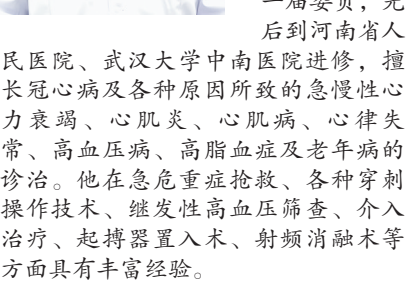 一届委员，先
后到河南省人
民医院、武汉大学中南医院进修，擅
长冠心病及各种原因所致的急慢性心
力衰竭、心肌炎、心肌病、心律失
常、高血压病、高脂血症及老年病的
诊治。他在急危重症抢救、各种穿刺
操作技术、继发性高血压筛查、介入
治疗、起搏器置入术、射频消融术等
方面具有丰富经验。